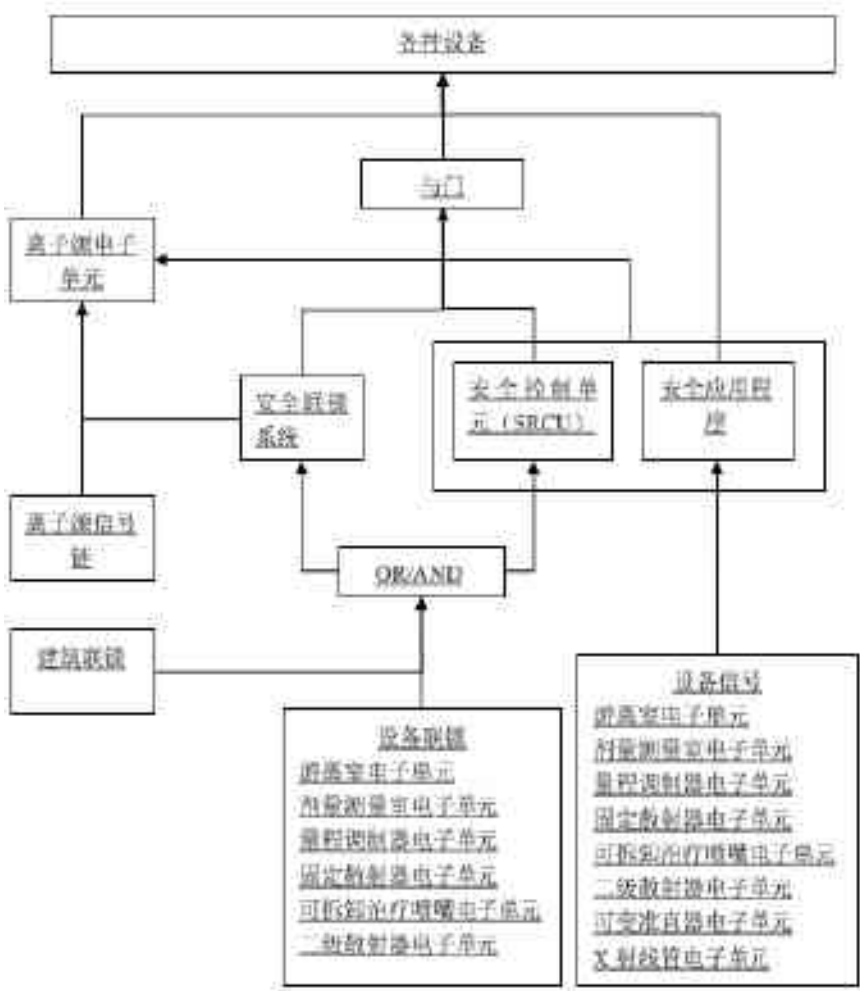 各种设备
与门
离子源电子
单元
安全联锁
系统
安全控制单
元（SRCU）
安全应用程
序
离子源信号
链
OR/AND
建筑联锁
设备联锁
游离室电子单元
剂量测量室电子单元
量程调制器电子单元
固定散射器电子单元
可拆卸治疗喷嘴电子单元
二级散射器电子单元
设备信号
游离室电子单元
剂量测量室电子单元
量程调制器电子单元
固定散射器电子单元
可拆卸治疗喷嘴电子单元
二级散射器电子单元
可变准直器电子单元
X 射线管电子单元